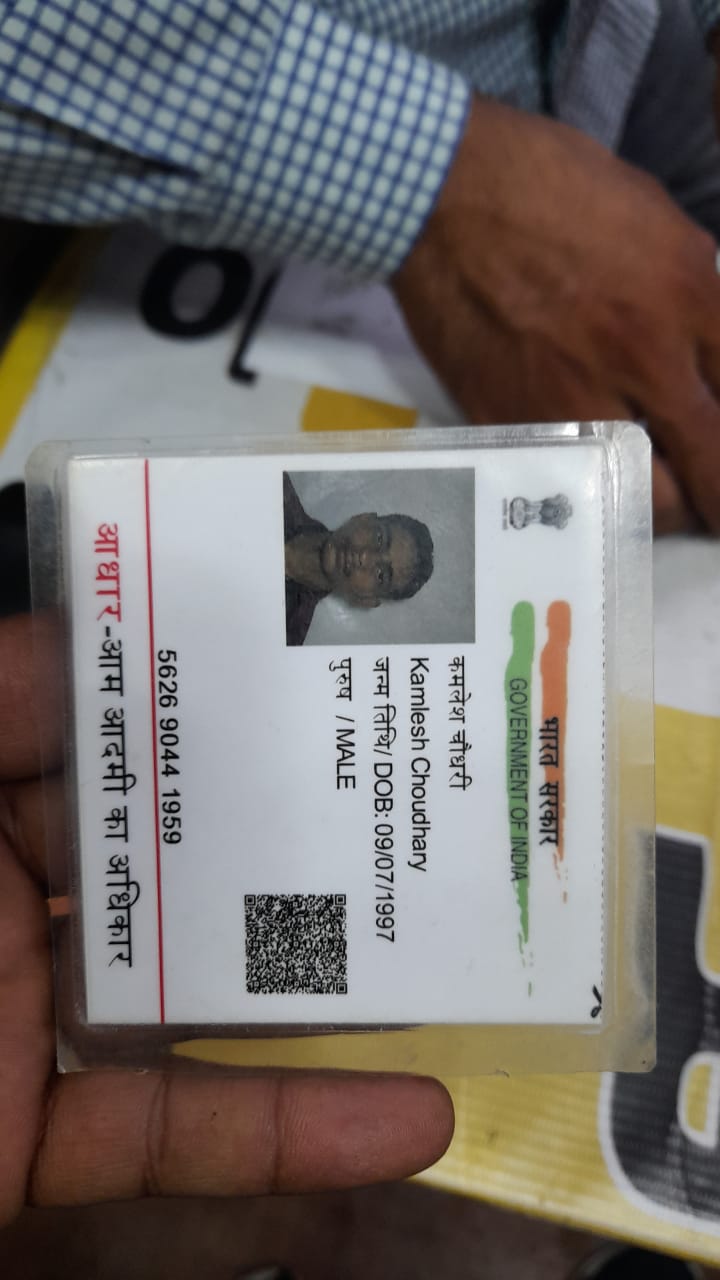 भारत सरकार
GOVERNMENT OF INDIA
कमलेश चौधरी
Kamlesh Choudhary
जन्म तिथि/ DOB: 09/07/1997
पुरुष / MALE
5626 9044 1959
आधार-आम आदमी का अधिकार